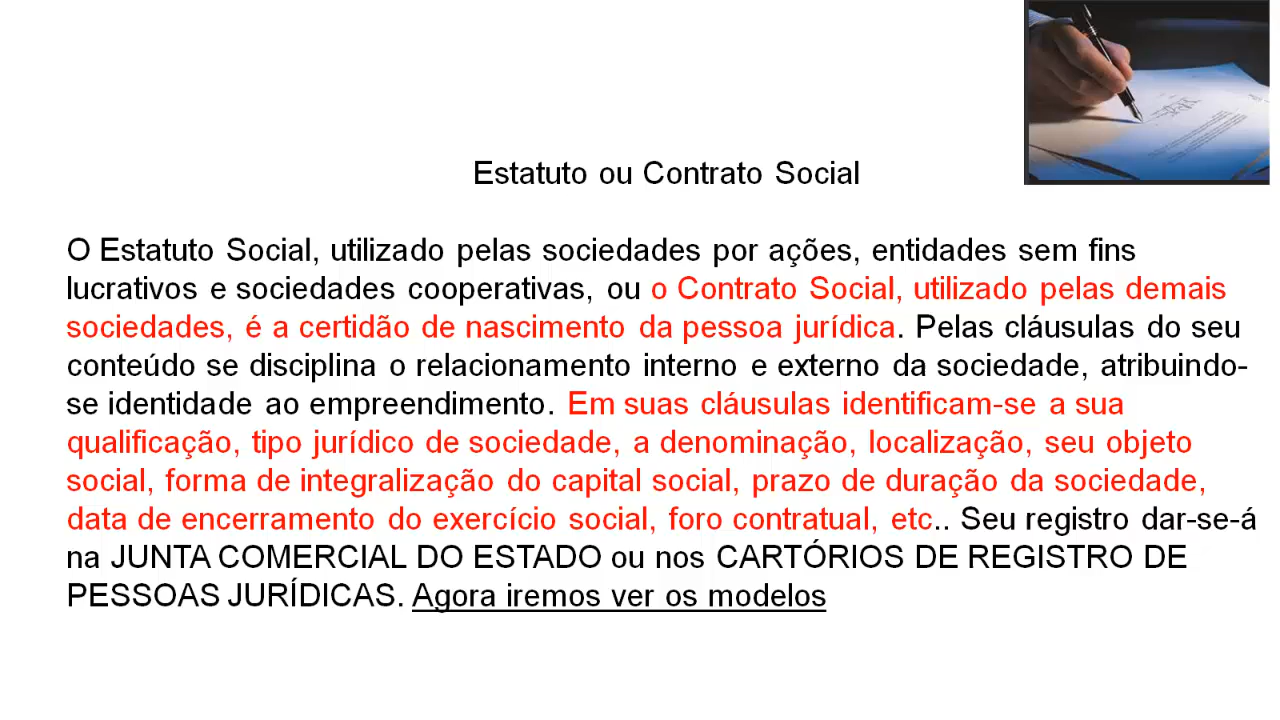 Estatuto ou Contrato Social
O Estatuto Social, utilizado pelas sociedades por ações, entidades sem fins
lucrativos e sociedades cooperativas, ou o Contrato Social, utilizado pelas demais
sociedades, é a certidão de nascimento da pessoa jurídica. Pelas cláusulas do seu
conteúdo se disciplina o relacionamento interno e externo da sociedade, atribuindo-
se identidade ao empreendimento. Em suas cláusulas identificam-se a sua
qualificação, tipo jurídico de sociedade, a denominação, localização, seu objeto
social, forma de integralização do capital social, prazo de duração da sociedade,
data de encerramento do exercício social, foro contratual, etc.. Seu registro dar-se-á
na JUNTA COMERCIAL DO ESTADO ou nos CARTÓRIOS DE REGISTRO DE
PESSOAS JURÍDICAS. Agora iremos ver os modelos